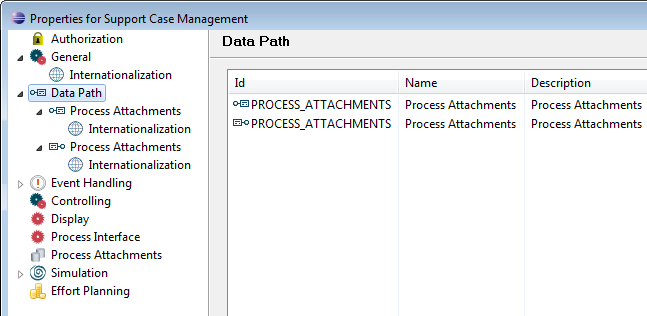 Properties for Support Case Management
Authorization
General
Internationalization
Data Path
Process Attachments
Internationalization
Process Attachments
Internationalization
Event Handling
Controlling
Display
Process Interface
Process Attachments
Simulation
Effort Planning
Data Path
Id Name Description
PROCESS_ATTACHMENTS Process Attachments Process Attachments
PROCESS_ATTACHMENTS Process Attachments Process Attachments